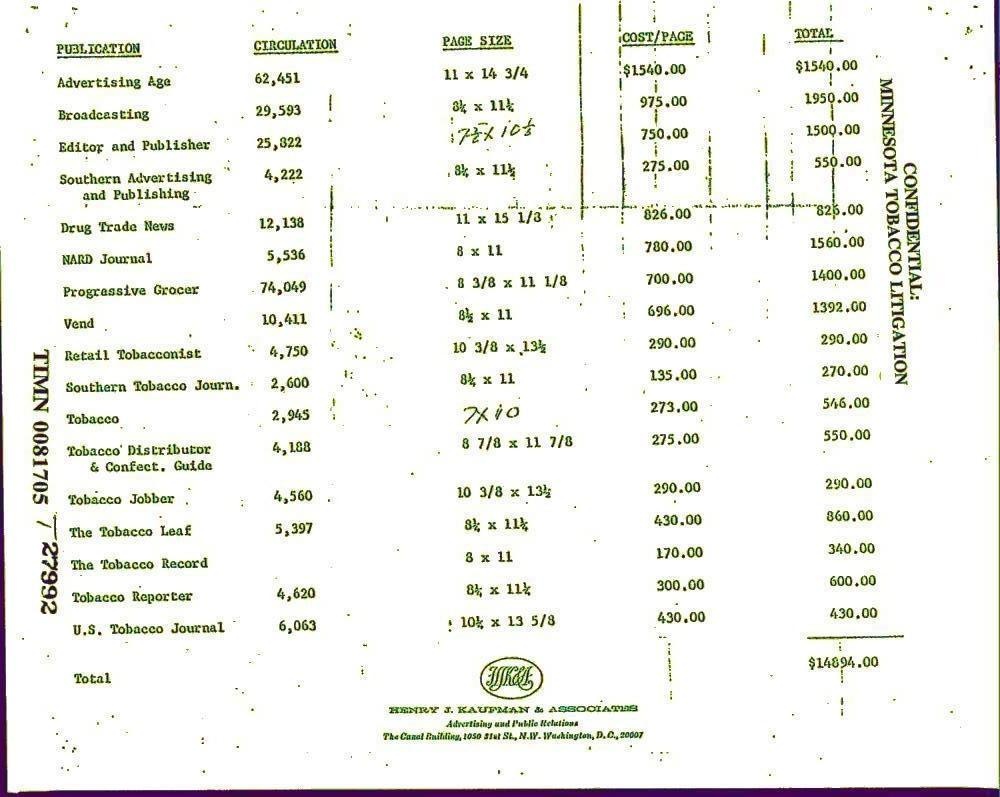 PUBLICATION CIRCULATION PAGE SIZE COST/PAGE TOTAL
Advertising Age 62,451 11 x 14 3/4 $1540.00 $1540.00
Broadcasting 29,593 8¼ x 11¼ 975.00 1950.00
Editor and Publisher 25,822 7½ x 10½ 750.00 1500.00
Southern Advertising 4,222 8¼ x 11¼ 275.00 550.00
and Publishing
Drug Trade News 12,138 11 x 15 1/8 826.00 826.00
NARD Journal 5,536 8 x 11 780.00 1560.00
Progressive Grocer 74,049 8 3/8 x 11 1/8 700.00 1400.00
Vend 10,411 8½ x 11 696.00 1392.00
Retail Tobacconist 4,750 10 3/8 x 13½ 290.00 290.00
Southern Tobacco Journ. 2,600 8¼ x 11 135.00 270.00
Tobacco 2,945 7 x 10 273.00 546.00
Tobacco Distributor 4,188 8 7/8 x 11 7/8 275.00 550.00
& Confect. Guide
Tobacco Jobber 4,560 10 3/8 x 13½ 290.00 290.00
The Tobacco Leaf 5,397 8¼ x 11¼ 430.00 860.00
The Tobacco Record 8 x 11 170.00 340.00
Tobacco Reporter 4,620 8¼ x 11¼ 300.00 600.00
U.S. Tobacco Journal 6,063 10¼ x 13 5/8 430.00 430.00
Total $14894.00
HJK&A
HENRY J. KAUFMAN & ASSOCIATES
Advertising and Public Relations
The Canal Building, 1050 31st St., N.W. Washington, D.C., 20007
CONFIDENTIAL:
MINNESOTA TOBACCO LITIGATION
TIMN 0081705 / 27992